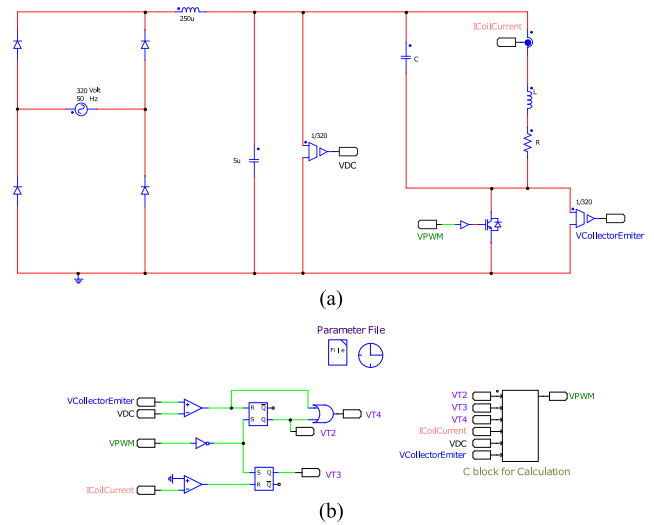 250u
ICoilCurrent
C
320 Volt
50 Hz
L
1/320
5u
VDC
R
1/320
VPWM
VCollectorEmiter
(a)
Parameter File
File
VCollectorEmiter
VDC
R Q
S Q
VT4
VT2
VPWM
S Q
R Q
VT3
ICoilCurrent
VT2
VT3
VT4
ICoilCurrent
VDC
VCollectorEmiter
VPWM
C block for Calculation
(b)